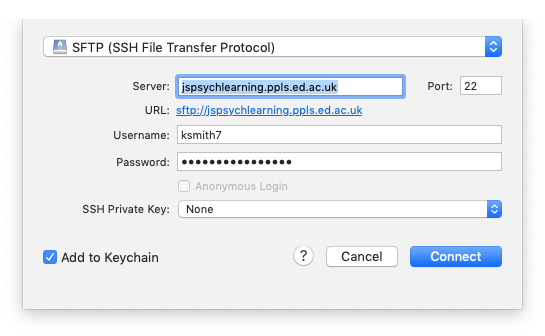 SFTP (SSH File Transfer Protocol)
Server: jspsychlearning.ppls.ed.ac.uk Port: 22
URL: sftp://jspsychlearning.ppls.ed.ac.uk
Username: ksmith7
Password: ••••••••••••••••
Anonymous Login
SSH Private Key: None
Add to Keychain ? Cancel Connect